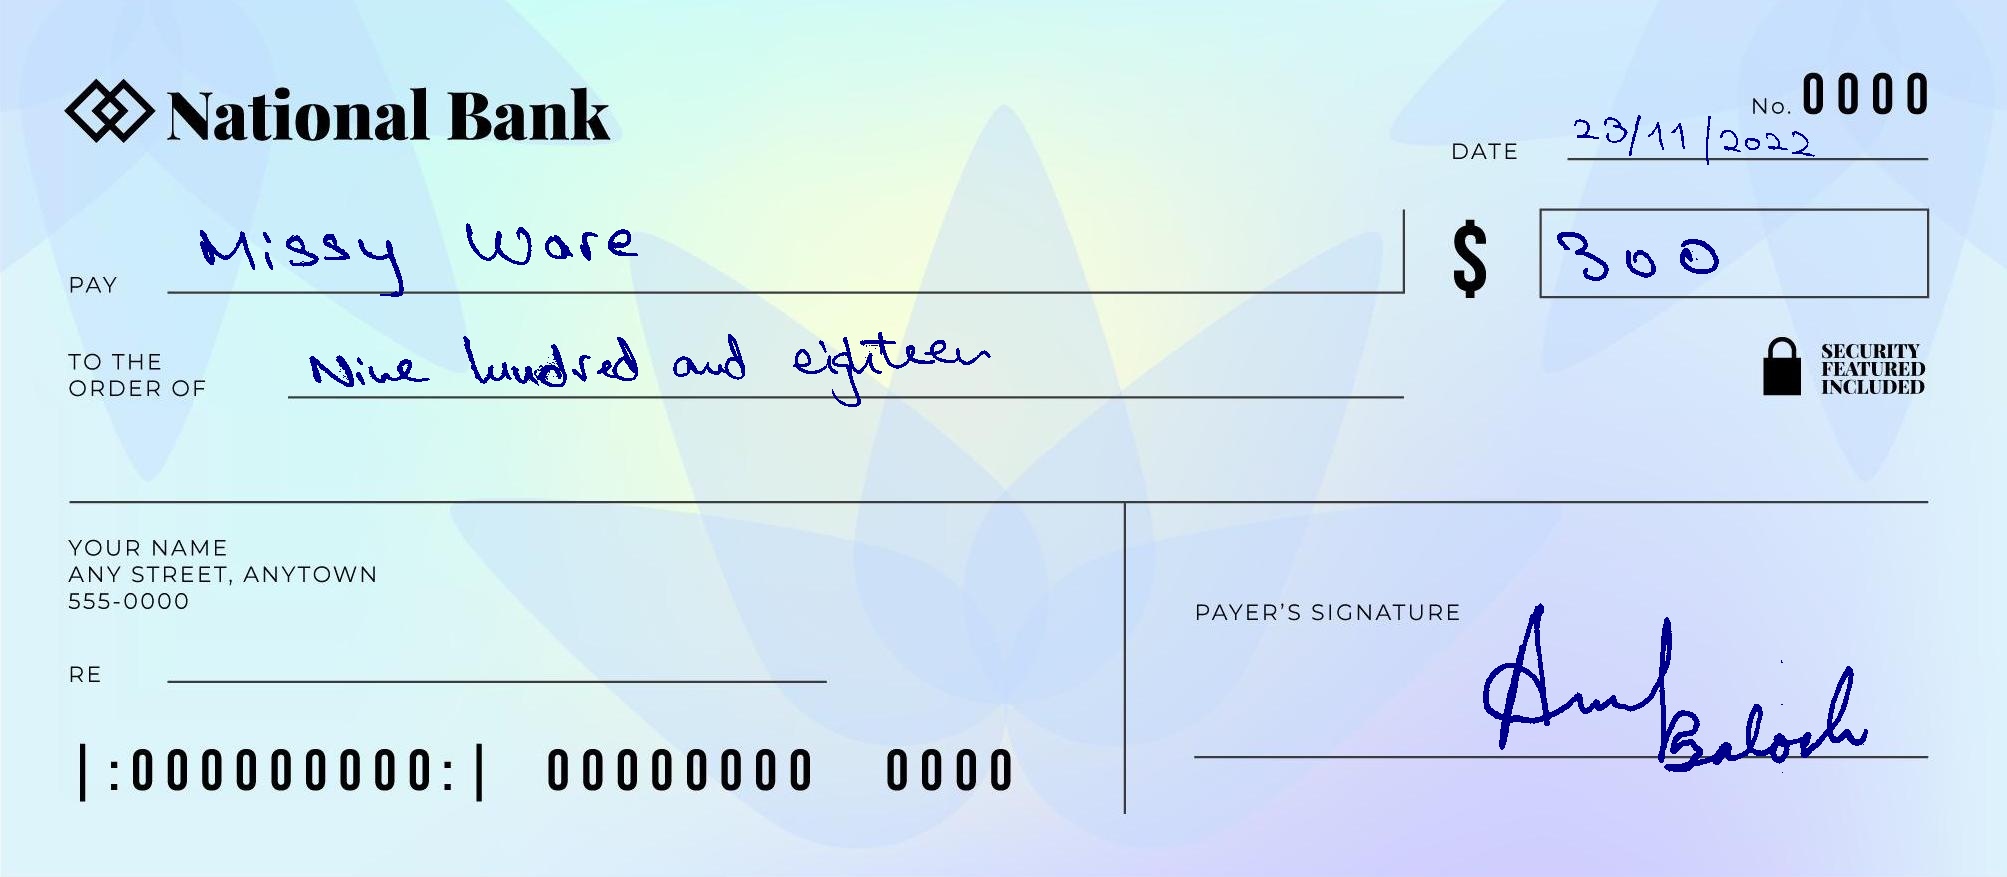 National Bank
No. 0000
DATE 23/11/2022
PAY Missy Ware
$ 300
TO THE
ORDER OF Nine hundred and eighteen
SECURITY
FEATURED
INCLUDED
YOUR NAME
ANY STREET, ANYTOWN
555-0000
RE
PAYER'S SIGNATURE
Baloch
|:000000000:| 00000000 0000